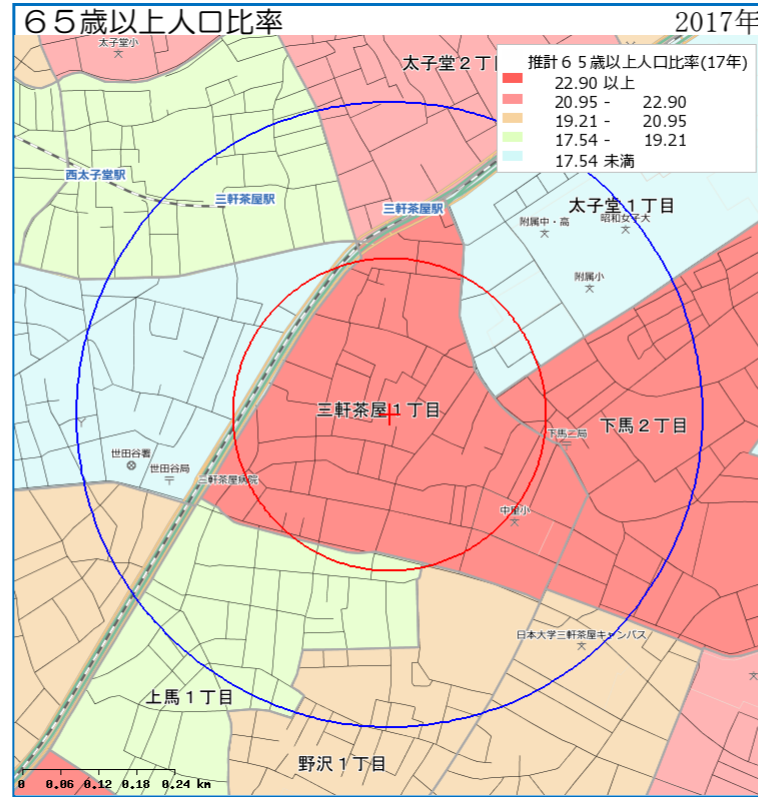 ６５歳以上人口比率
2017年
太子堂小
太子堂２丁目
推計６５歳以上人口比率(17年)
22.90 以上
20.95 - 22.90
19.21 - 20.95
17.54 - 19.21
17.54 未満
西太子堂駅
三軒茶屋駅
三軒茶屋駅
太子堂１丁目
附属中・高
昭和女子大
附属小
三軒茶屋１丁目
下馬２丁目
下馬二局
世田谷署
世田谷局
三軒茶屋病院
中里小
日本大学三軒茶屋キャンパス
上馬１丁目
野沢１丁目
0 0.06 0.12 0.18 0.24 km